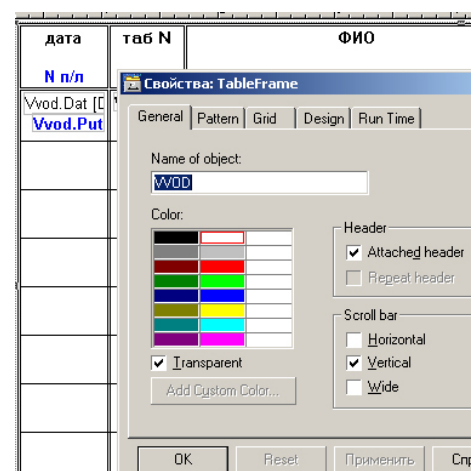 дата таб N ФИО
N п/п
Свойства: TableFrame
Vvod.Dat [D
Vvod.Put
General Pattern Grid Design Run Time
Name of object:
VVOD
Color:
Header
Attached header
Repeat header
Scroll bar
Horizontal
Vertical
Wide
Transparent
Add Custom Color...
OK Reset Применить Спр